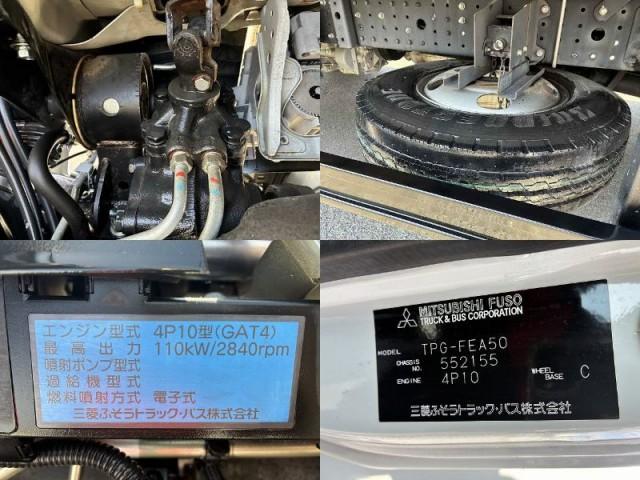 エンジン型式 4P10型(GAT4)
最高出力 110kW/2840rpm
噴射ポンプ型式
過給機型式
燃料噴射方式 電子式
三菱ふそうトラック・バス株式会社
MITSUBISHI FUSO
TRUCK & BUS CORPORATION
MODEL TPG-FEA50
CHASSIS NO. 552155
ENGINE 4P10 WHEEL BASE C
三菱ふそうトラック・バス株式会社